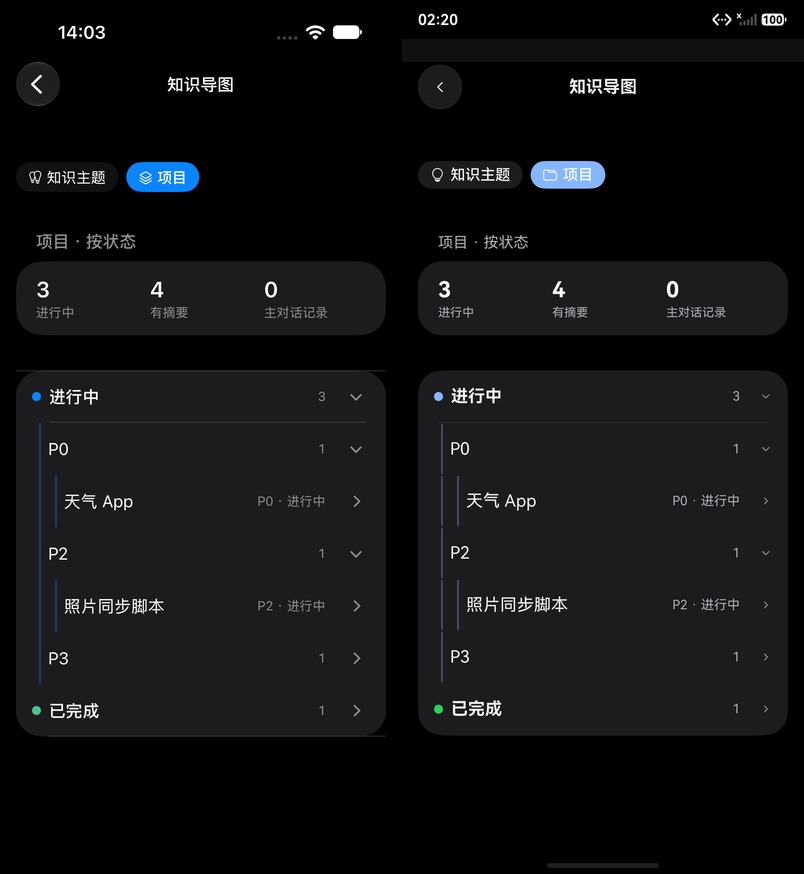 14:03
知识导图
知识主题 项目
项目 · 按状态
3 4 0
进行中 有摘要 主对话记录
进行中 3
P0 1
天气 App P0 · 进行中
P2 1
照片同步脚本 P2 · 进行中
P3 1
已完成 1
02:20 100
知识导图
知识主题 项目
项目 · 按状态
3 4 0
进行中 有摘要 主对话记录
进行中 3
P0 1
天气 App P0 · 进行中
P2 1
照片同步脚本 P2 · 进行中
P3 1
已完成 1